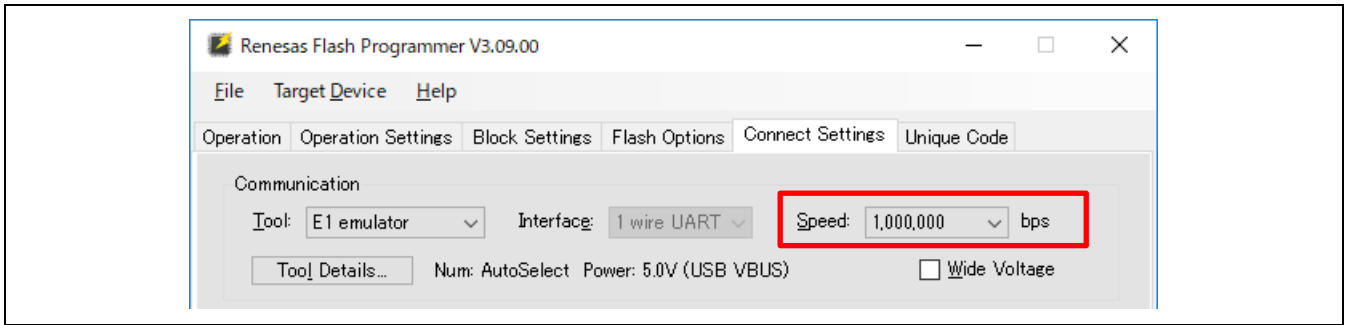 Renesas Flash Programmer V3.09.00
File Target Device Help
Operation Operation Settings Block Settings Flash Options Connect Settings Unique Code
Communication
Tool: E1 emulator Interface: 1 wire UART Speed: 1,000,000 bps
Tool Details... Num: AutoSelect Power: 5.0V (USB VBUS) Wide Voltage